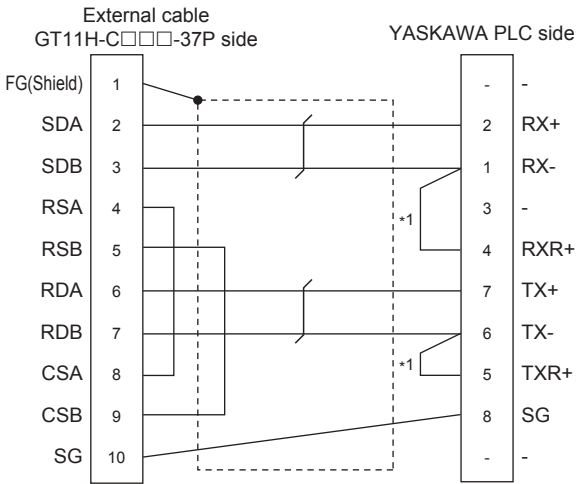 External cable
GT11H-C□□□-37P side
YASKAWA PLC side
FG(Shield) 1 - -
SDA 2 2 RX+
SDB 3 1 RX-
RSA 4 *1 3 -
RSB 5 4 RXR+
RDA 6 7 TX+
RDB 7 6 TX-
CSA 8 *1 5 TXR+
CSB 9 8 SG
SG 10 - -